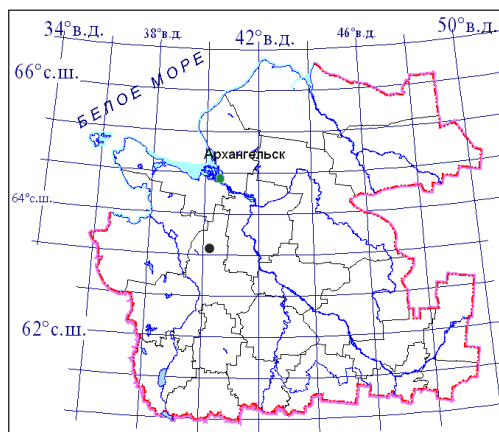 34°в.д.
38°в.д.
42°в.д.
46°в.д.
50°в.д.
66°с.ш.
БЕЛОЕ МОРЕ
Архангельск
64°с.ш.
62°с.ш.